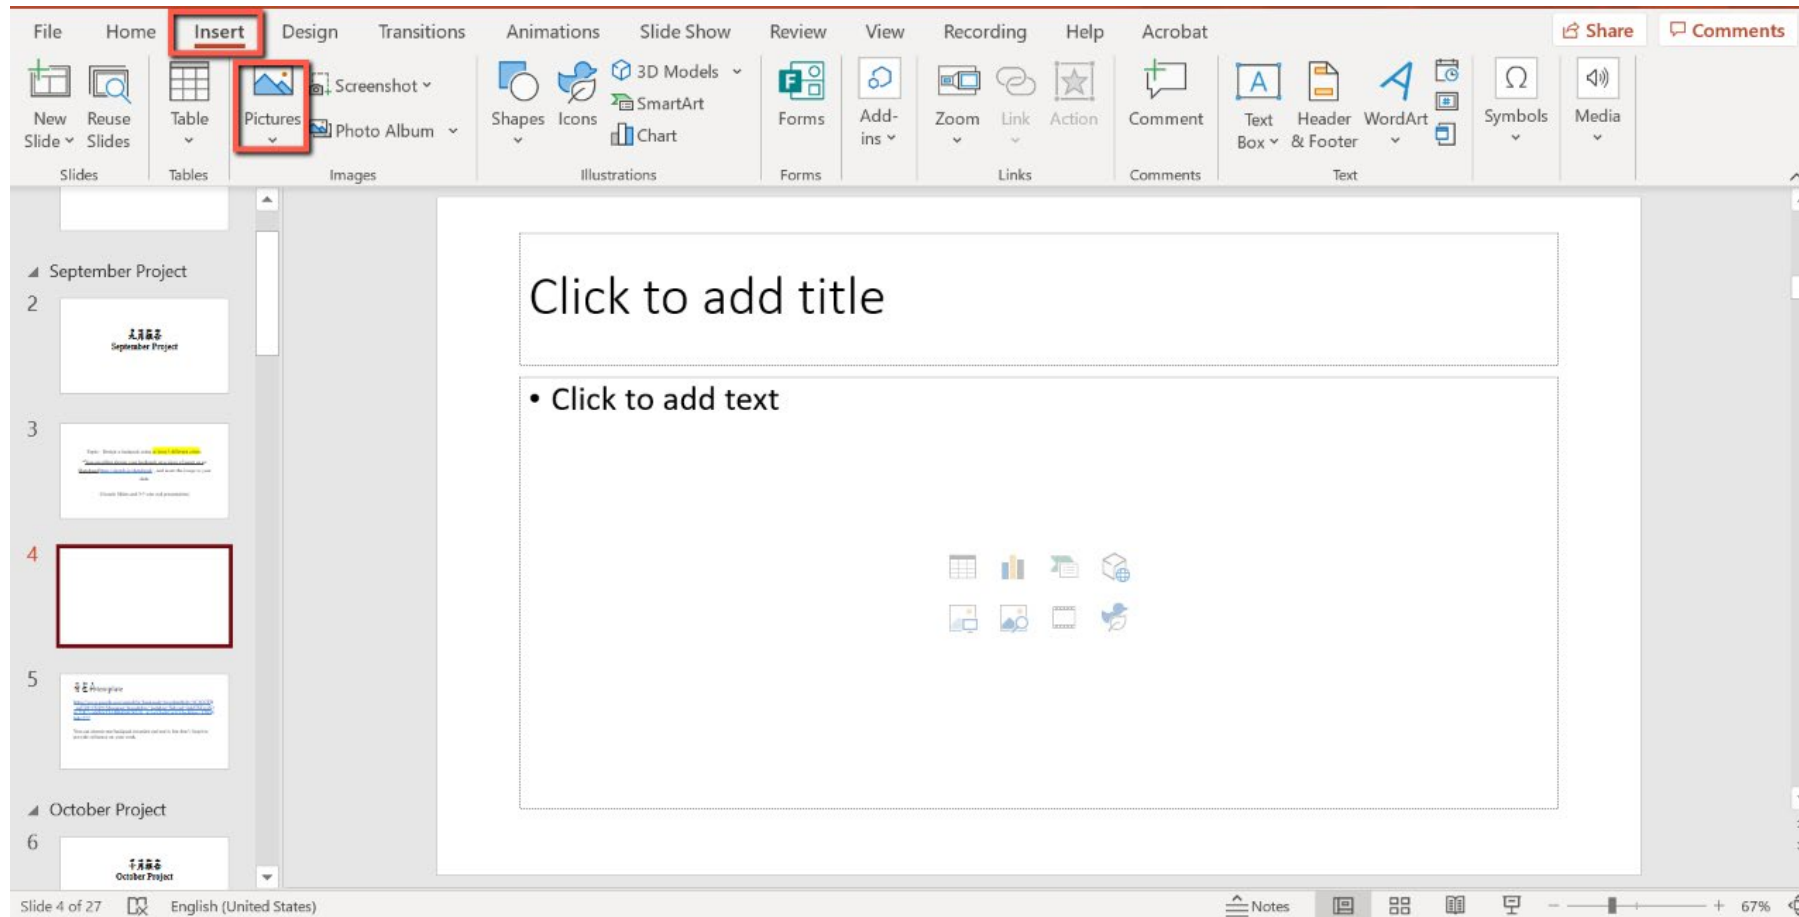 File Home Insert Design Transitions Animations Slide Show Review View Recording Help Acrobat Share Comments
New Slide
Reuse Slides
Table
Pictures
Screenshot
Photo Album
Shapes
Icons
3D Models
SmartArt
Chart
Forms
Add-ins
Zoom
Link
Action
Comment
Text Box
Header & Footer
WordArt
Symbols
Media
Slides Tables Images Illustrations Forms Links Comments Text
September Project
2
September Project
3
4
5
October Project
6
October Project
Click to add title
• Click to add text
Slide 4 of 27 English (United States) Notes 67%